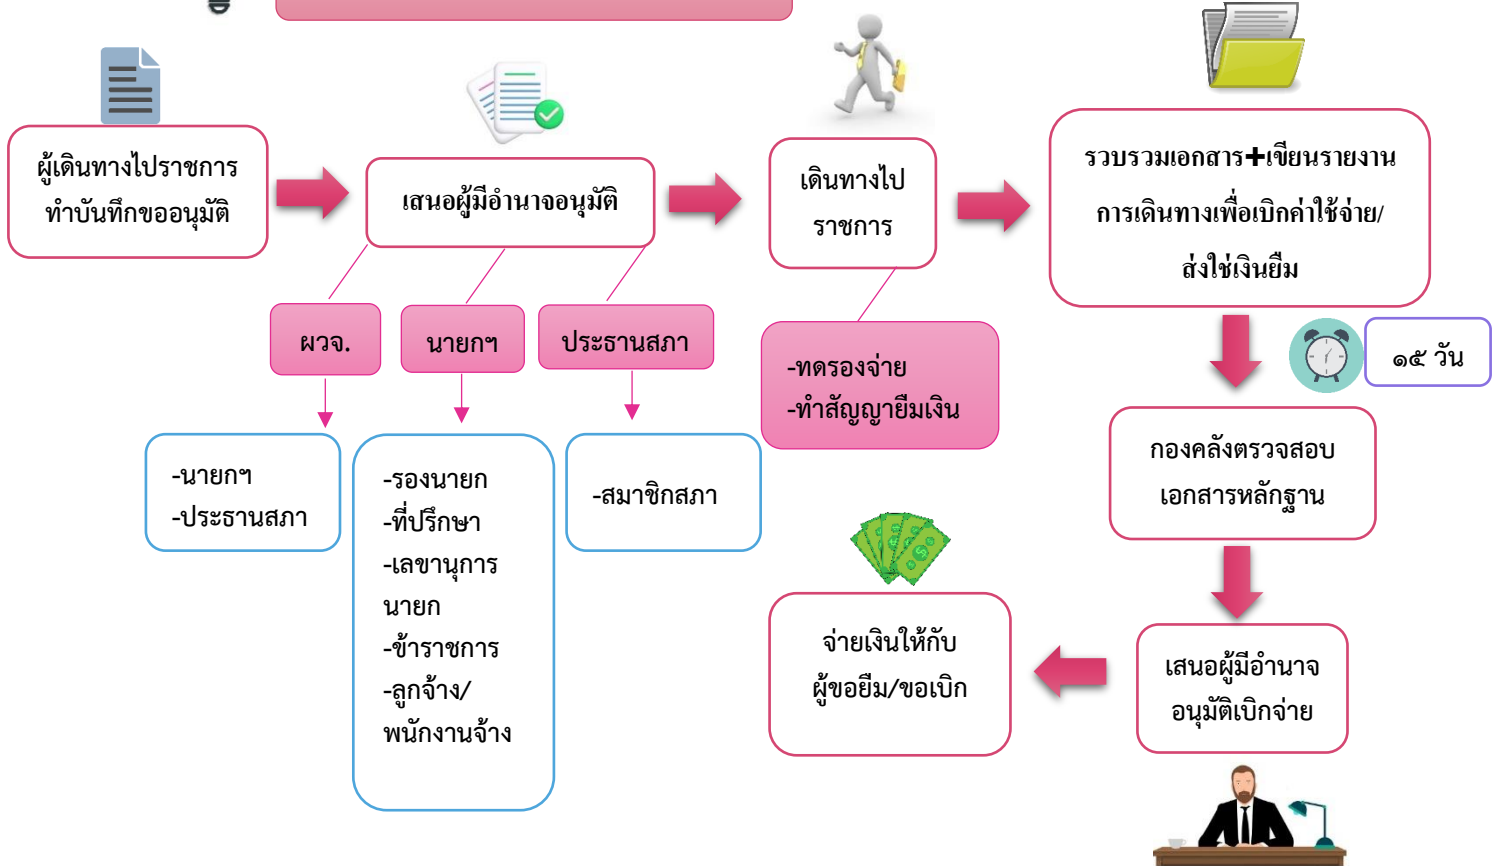 ผู้เดินทางไปราชการ
ทำบันทึกขออนุมัติ
เสนอผู้มีอำนาจอนุมัติ
เดินทางไป
ราชการ
รวบรวมเอกสาร+เขียนรายงาน
การเดินทางเพื่อเบิกค่าใช้จ่าย/
ส่งใช้เงินยืม
ผวจ.
นายกฯ
ประธานสภา
-ทดรองจ่าย
-ทำสัญญายืมเงิน
๑๕ วัน
-นายกฯ
-ประธานสภา
-รองนายก
-ที่ปรึกษา
-เลขานุการ
นายก
-ข้าราชการ
-ลูกจ้าง/
พนักงานจ้าง
-สมาชิกสภา
กองคลังตรวจสอบ
เอกสารหลักฐาน
เสนอผู้มีอำนาจ
อนุมัติเบิกจ่าย
จ่ายเงินให้กับ
ผู้ขอยืม/ขอเบิก